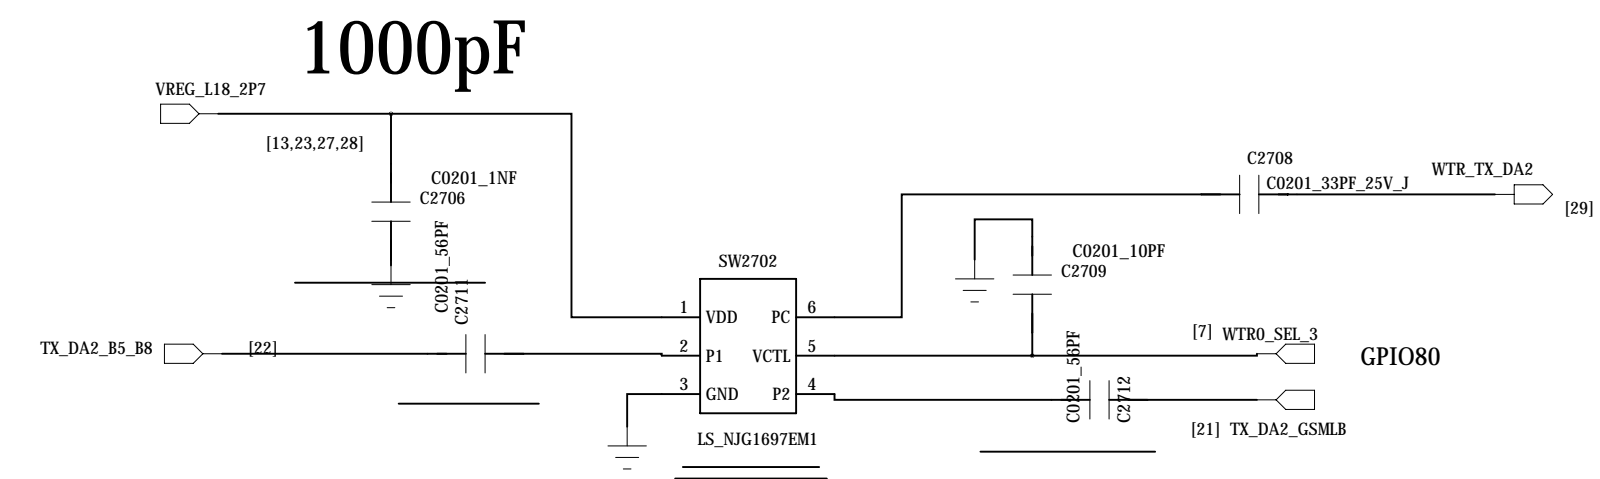 1000pF
VREG_L18_2P7
[13,23,27,28]
C0201_1NF
C2706
C0201_56PF
C2711
TX_DA2_B5_B8
[22]
SW2702
1 VDD PC 6
2 P1 VCTL 5
3 GND P2 4
LS_NJG1697EM1
C2708
C0201_33PF_25V_J
WTR_TX_DA2
[29]
C0201_10PF
C2709
[7] WTR0_SEL_3
GPIO80
C0201_56PF
C2712
[21] TX_DA2_GSMLB